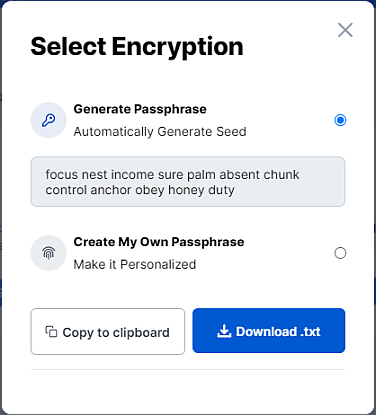 Select Encryption
Generate Passphrase
Automatically Generate Seed
focus nest income sure palm absent chunk
control anchor obey honey duty
Create My Own Passphrase
Make it Personalized
Copy to clipboard
Download .txt